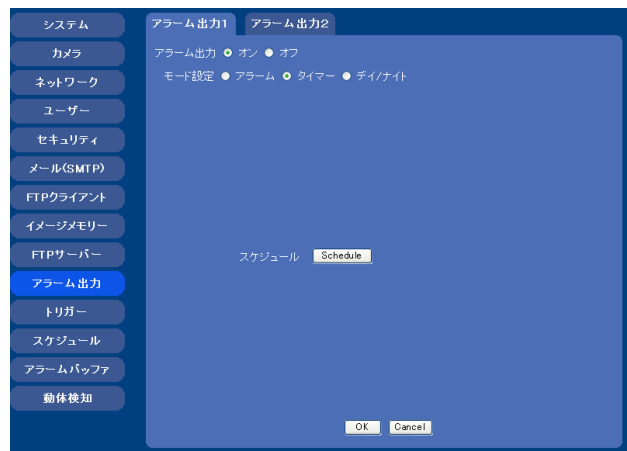 システム
カメラ
ネットワーク
ユーザー
セキュリティ
メール(SMTP)
FTPクライアント
イメージメモリー
FTPサーバー
アラーム出力
トリガー
スケジュール
アラームバッファ
動体検知
アラーム出力1 アラーム出力2
アラーム出力 オン オフ
モード設定 アラーム タイマー デイ/ナイト
スケジュール Schedule
OK Cancel